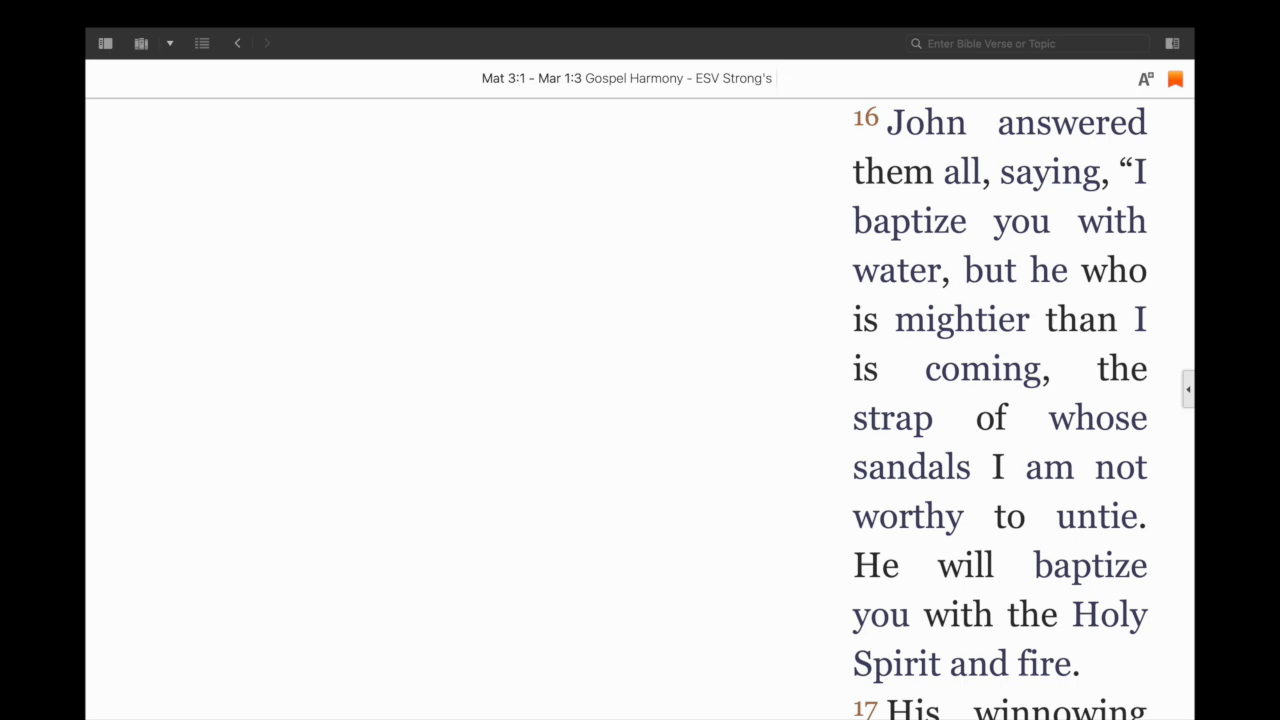 Enter Bible Verse or Topic
Mat 3:1 - Mar 1:3 Gospel Harmony - ESV Strong's
A
16 John answered
them all, saying, “I
baptize you with
water, but he who
is mightier than I
is coming, the
strap of whose
sandals I am not
worthy to untie.
He will baptize
you with the Holy
Spirit and fire.
17 His winnowing